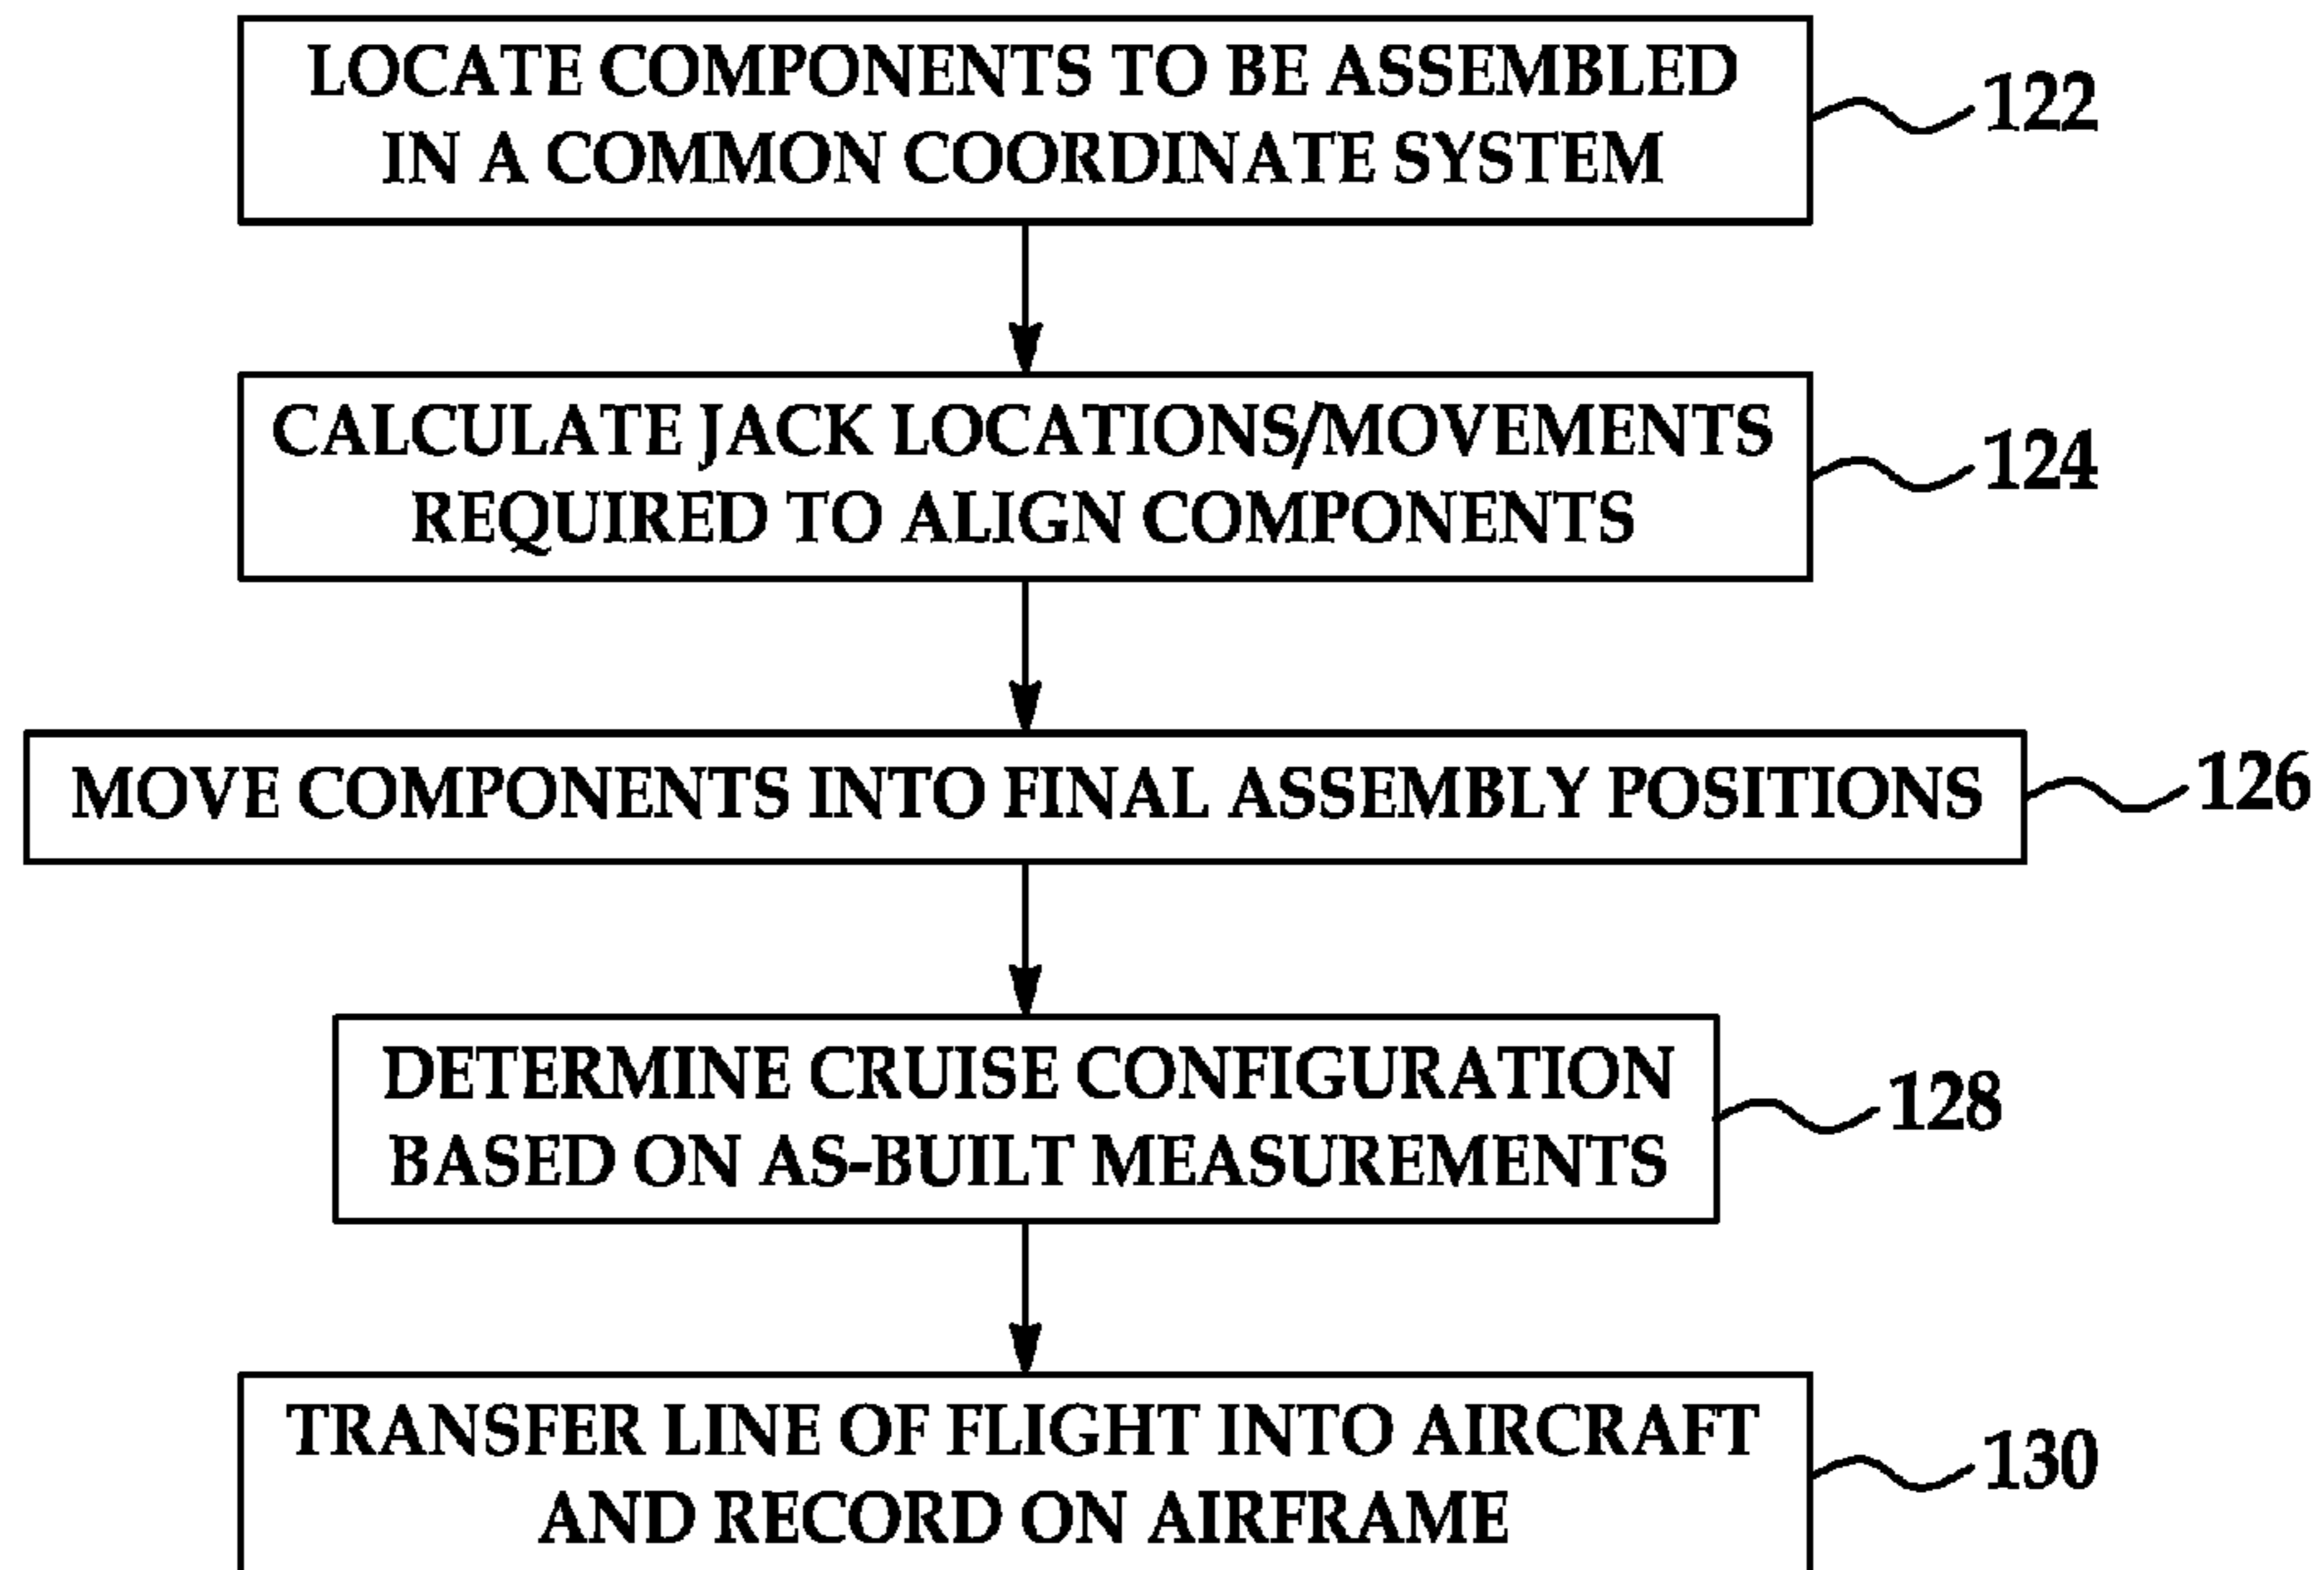 LOCATE COMPONENTS TO BE ASSEMBLED
IN A COMMON COORDINATE SYSTEM
122
CALCULATE JACK LOCATIONS/MOVEMENTS
REQUIRED TO ALIGN COMPONENTS
124
MOVE COMPONENTS INTO FINAL ASSEMBLY POSITIONS
126
DETERMINE CRUISE CONFIGURATION
BASED ON AS-BUILT MEASUREMENTS
128
TRANSFER LINE OF FLIGHT INTO AIRCRAFT
AND RECORD ON AIRFRAME
130